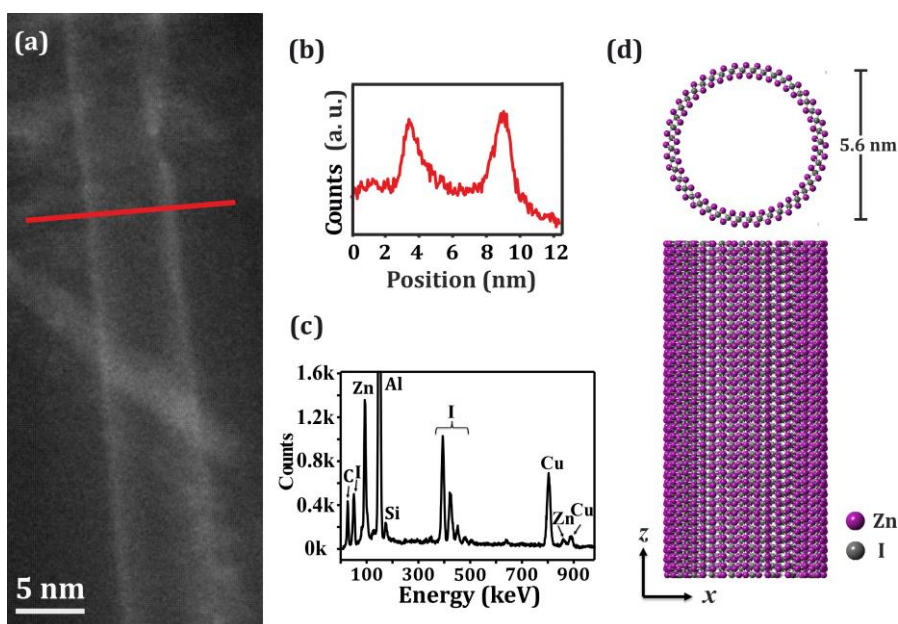 (a)
5 nm
(b)
Counts (a. u.)
0 2 4 6 8 10 12
Position (nm)
(c)
1.6k
1.2k
0.8k
0.4k
0k
Counts
C
I
Zn
Al
Si
I
Cu
Zn
Cu
100 300 500 700 900
Energy (keV)
(d)
5.6 nm
z
x
Zn
I